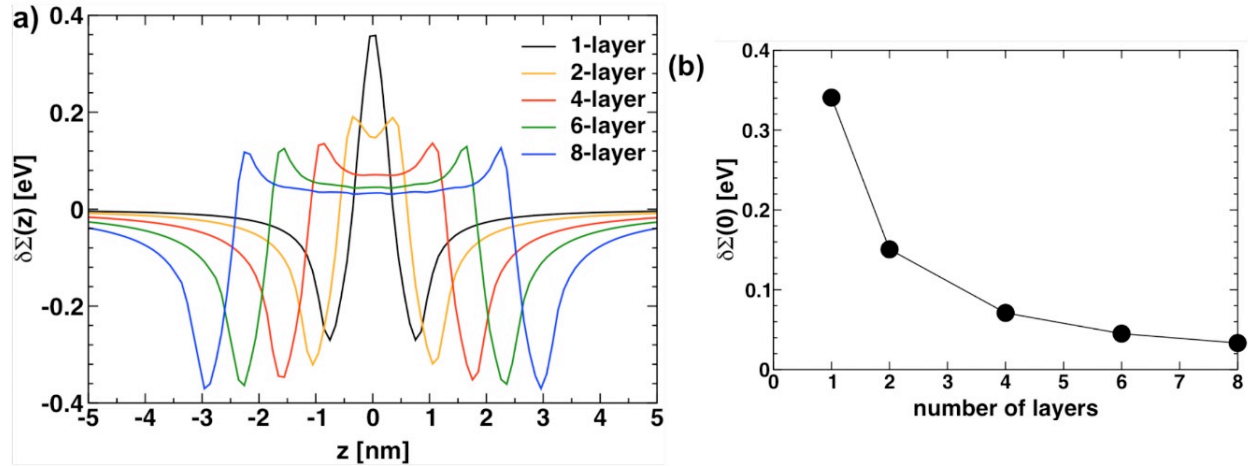 a)
0.4
0.2
0
-0.2
-0.4
δΣ(z) [eV]
-5 -4 -3 -2 -1 0 1 2 3 4 5
z [nm]
1-layer
2-layer
4-layer
6-layer
8-layer
(b)
0.4
0.3
0.2
0.1
0
δΣ(0) [eV]
0 1 2 3 4 5 6 7 8
number of layers